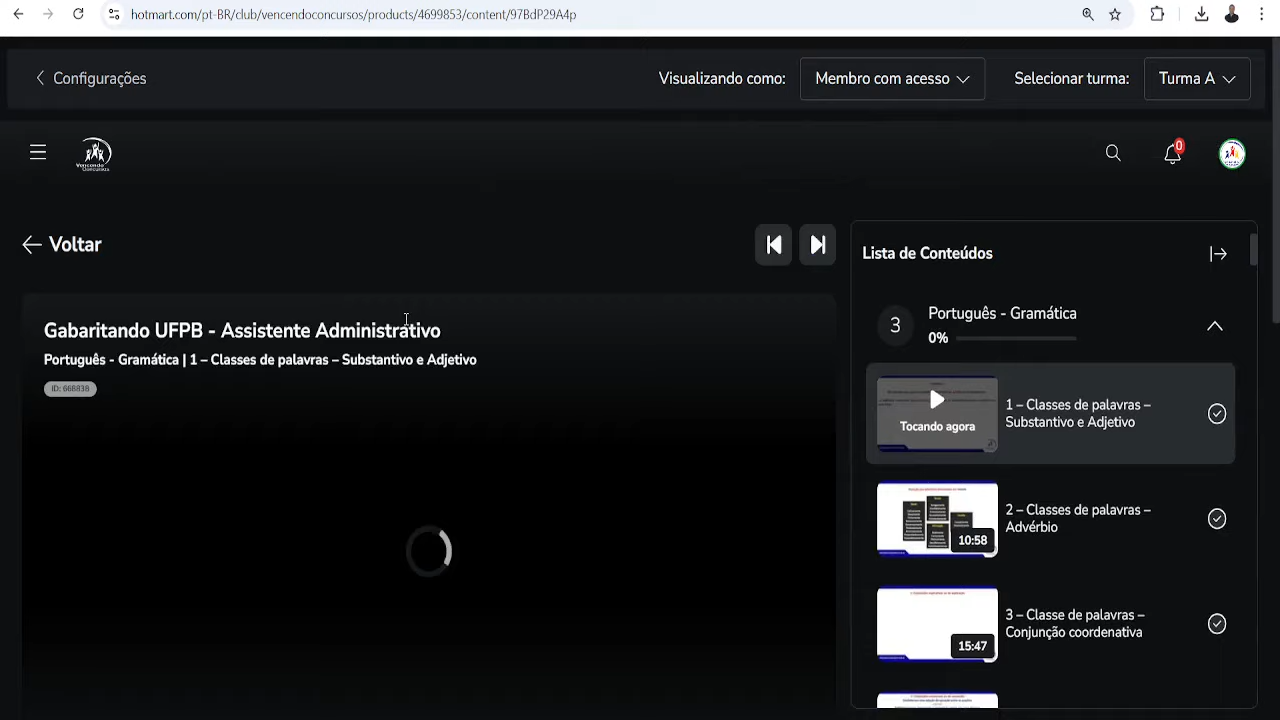 hotmart.com/pt-BR/club/vencendoconcursos/products/4699853/content/97BdP29A4p
Configurações
Visualizando como:
Membro com acesso
Selecionar turma:
Turma A
Vencendo
Concursos
0
Voltar
Lista de Conteúdos
3
Português - Gramática
0%
Gabaritando UFPB - Assistente Administrativo
Português - Gramática | 1 – Classes de palavras – Substantivo e Adjetivo
ID: 668838
Tocando agora
1 – Classes de palavras –
Substantivo e Adjetivo
10:58
2 – Classes de palavras –
Advérbio
15:47
3 – Classe de palavras –
Conjunção coordenativa